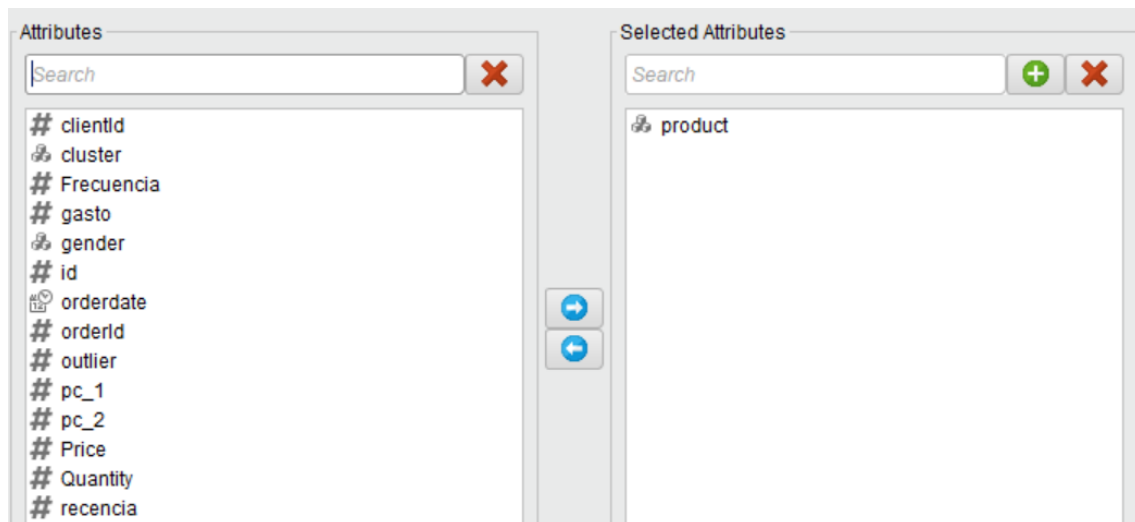 Attributes
Search
clientId
cluster
Frecuencia
gasto
gender
id
orderdate
orderId
outlier
pc_1
pc_2
Price
Quantity
recencia
Selected Attributes
Search
product